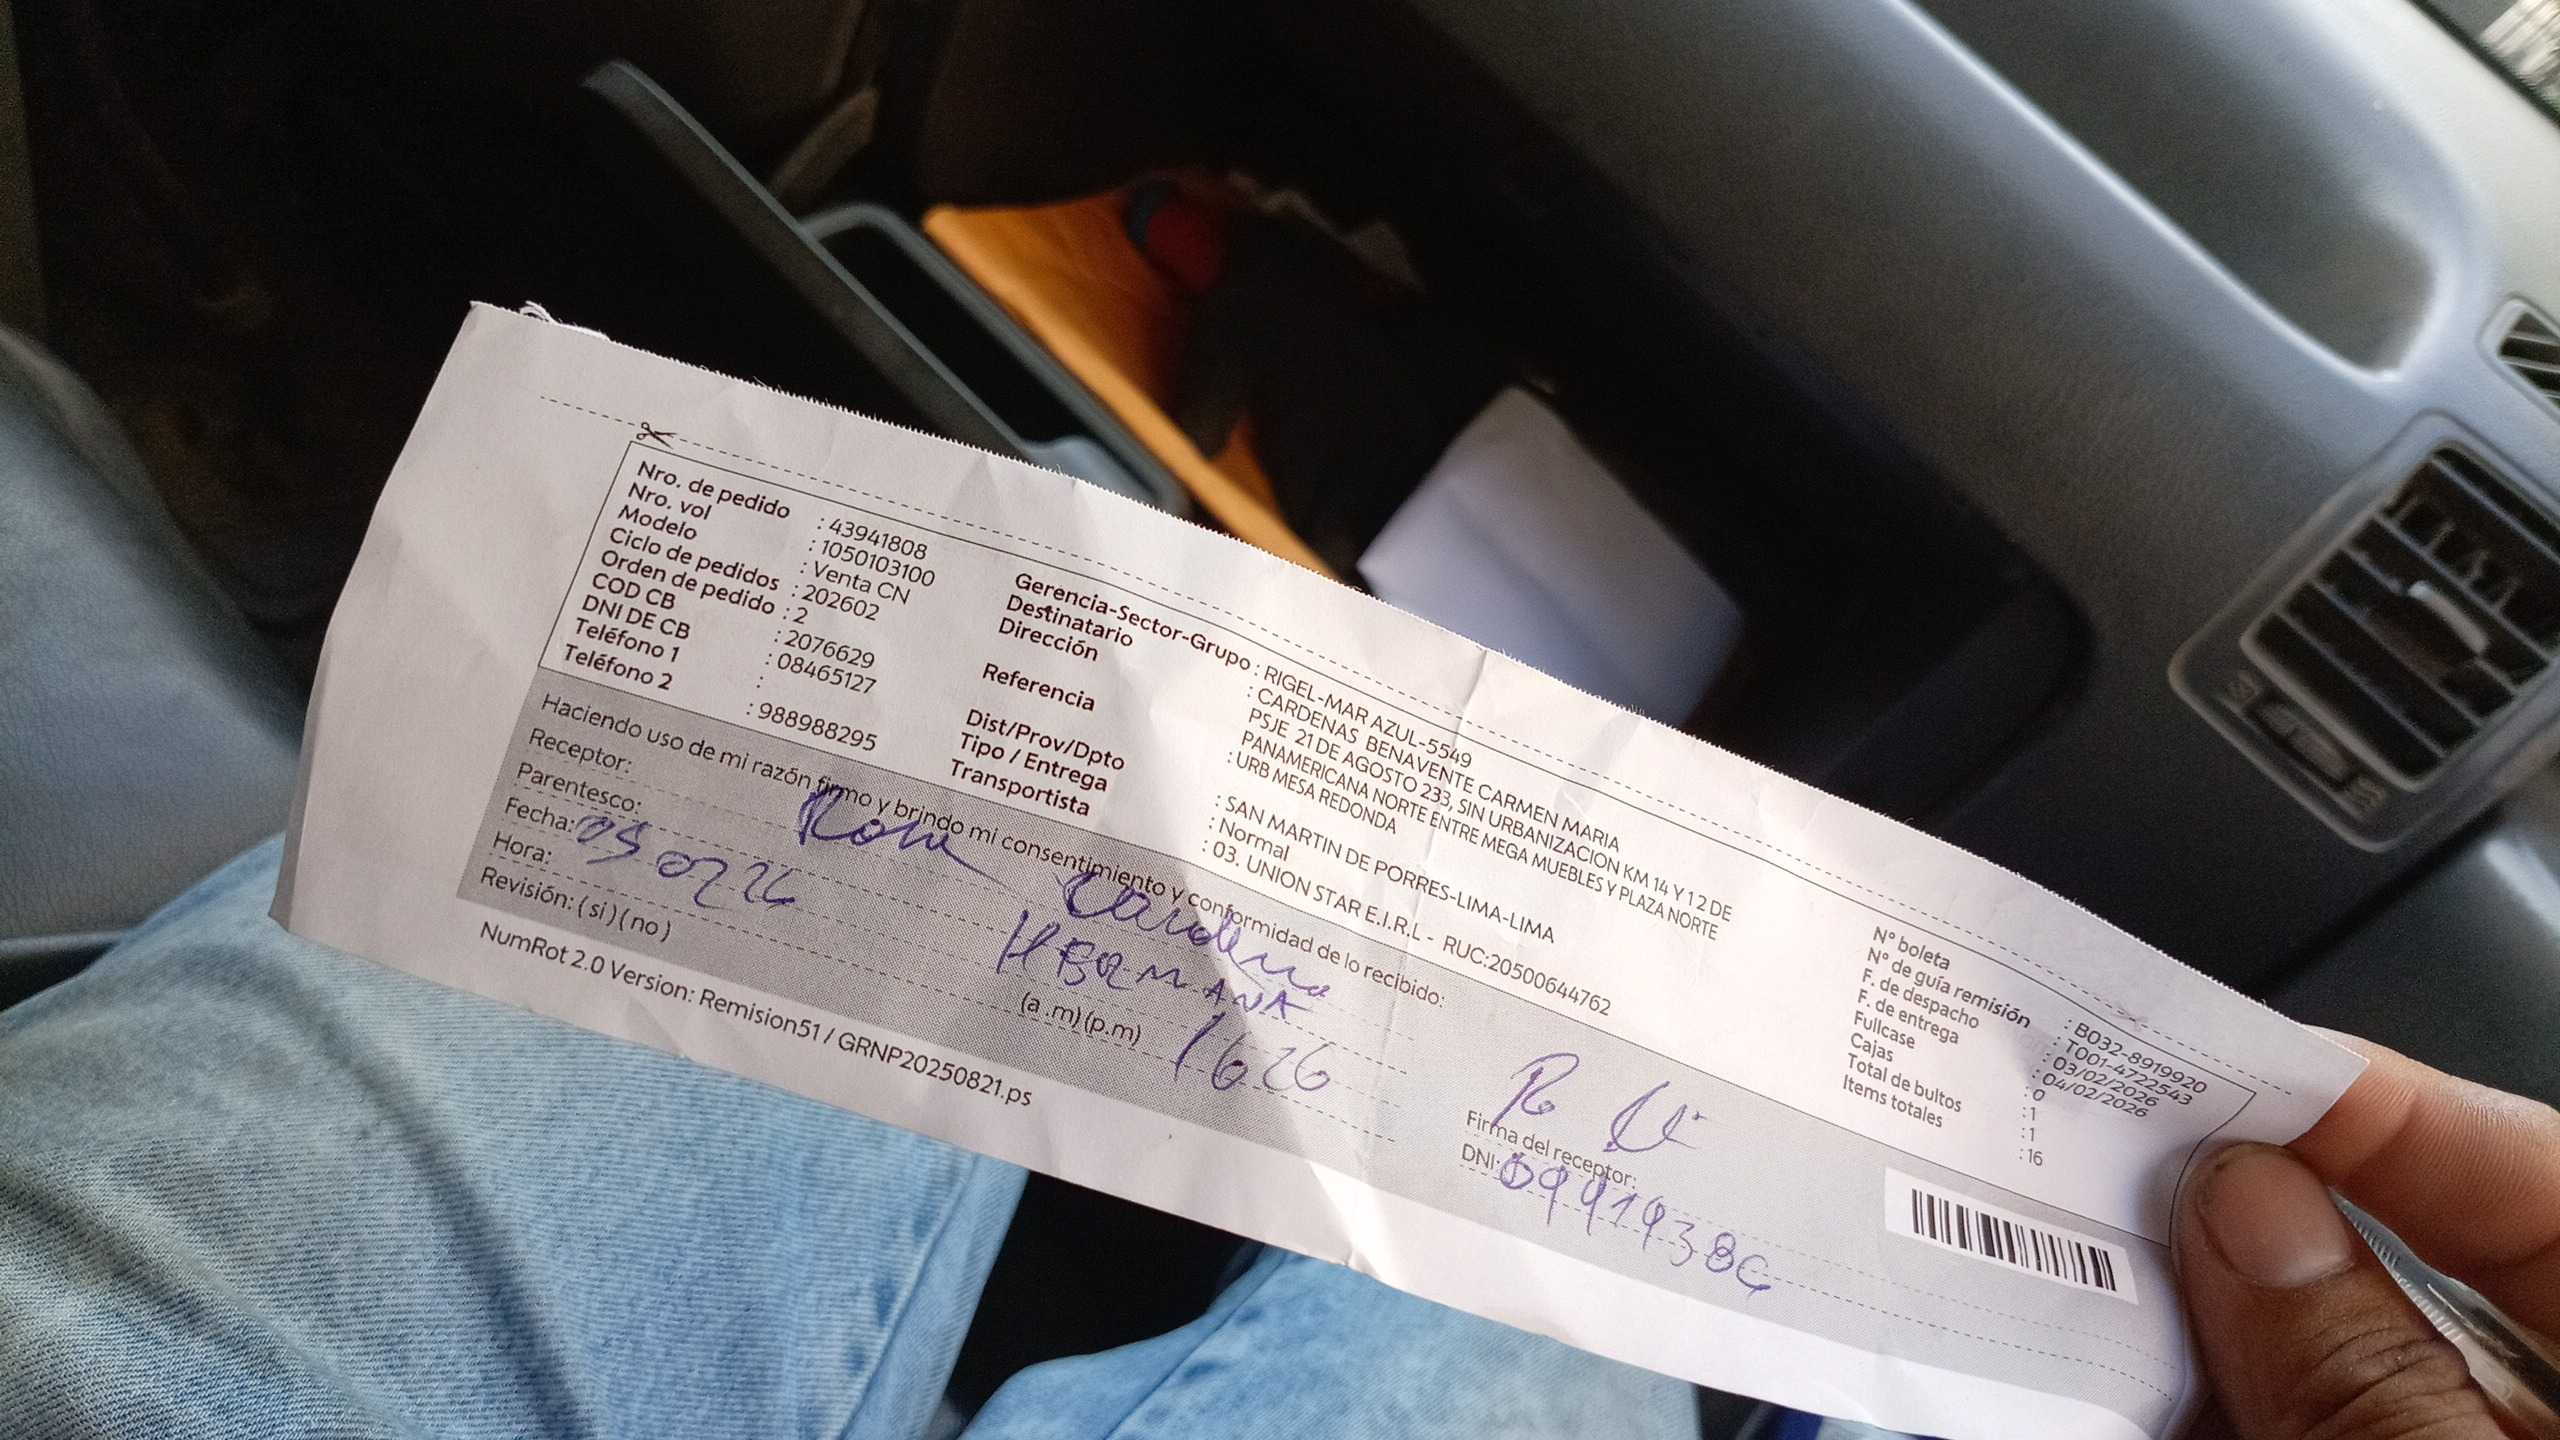 Nro. de pedido : 43941808
Nro. vol : 1050103100
Modelo : Venta CN
Ciclo de pedidos : 202602
Orden de pedido : 2
COD CB : 2076629
DNI DE CB : 08465127
Teléfono 1 :
Teléfono 2 : 988988295
Gerencia-Sector-Grupo : RIGEL-MAR AZUL-5549
Destinatario : CARDENAS BENAVENTE CARMEN MARIA
Dirección : PSJE 21 DE AGOSTO 233, SIN URBANIZACION KM 14 Y 1 2 DE
PANAMERICANA NORTE ENTRE MEGA MUEBLES Y PLAZA NORTE
Referencia : URB MESA REDONDA
Dist/Prov/Dpto : SAN MARTIN DE PORRES-LIMA-LIMA
Tipo / Entrega : Normal
Transportista : 03. UNION STAR E.I.R.L - RUC:20500644762
N° boleta : B032-8919920
N° de guía remisión : T001-4722543
F. de despacho : 03/02/2026
F. de entrega : 04/02/2026
Fullcase : 0
Cajas : 1
Total de bultos : 1
Items totales : 16
Haciendo uso de mi razón firmo y brindo mi consentimiento y conformidad de lo recibido:
Receptor: Rosa Cardenas
Parentesco: HERMANA
Fecha: 05 02 26
Hora: (a .m) (p.m) 1626
Revisión: ( si ) ( no )
Firma del receptor:
DNI:
NumRot 2.0 Version: Remision51 / GRNP20250821.ps